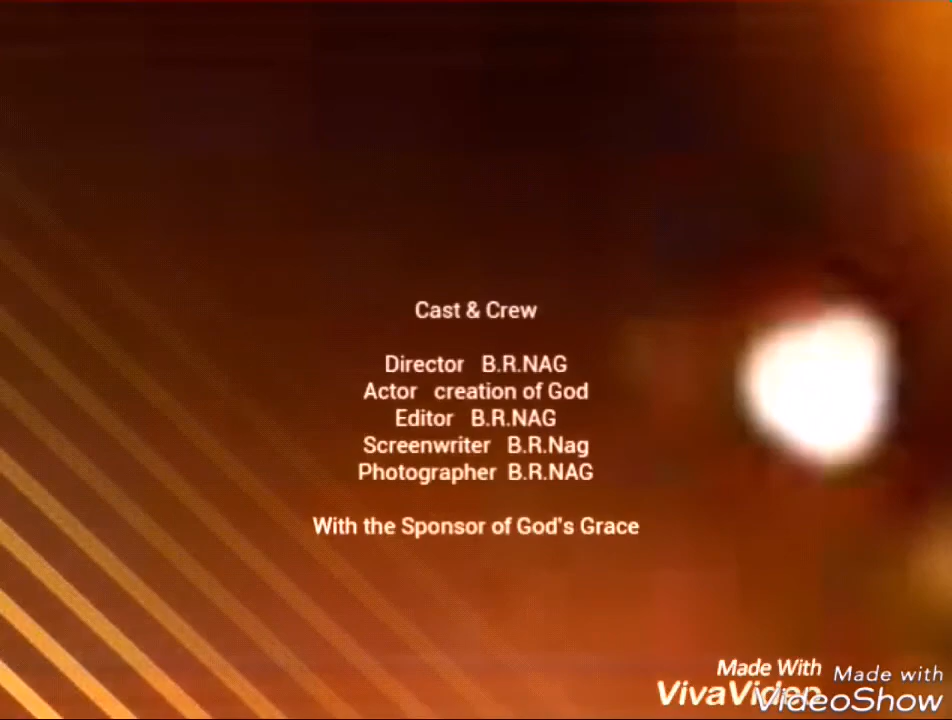 Cast & Crew
Director B.R.NAG
Actor creation of God
Editor B.R.NAG
Screenwriter B.R.Nag
Photographer B.R.NAG
With the Sponsor of God's Grace
Made With
VivaVideo
Made with
VideoShow